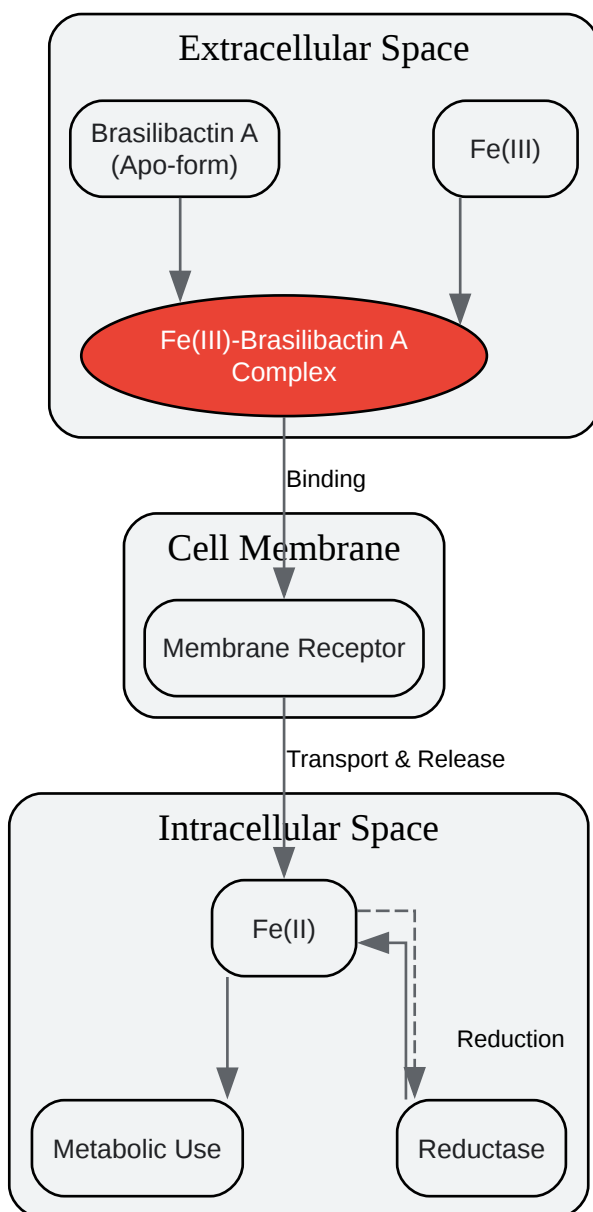 Extracellular Space
Brasilibactin A
(Apo-form)
Fe(III)
Fe(III)-Brasilibactin A
Complex
Binding
Cell Membrane
Membrane Receptor
Transport & Release
Intracellular Space
Fe(II)
Reduction
Metabolic Use
Reductase